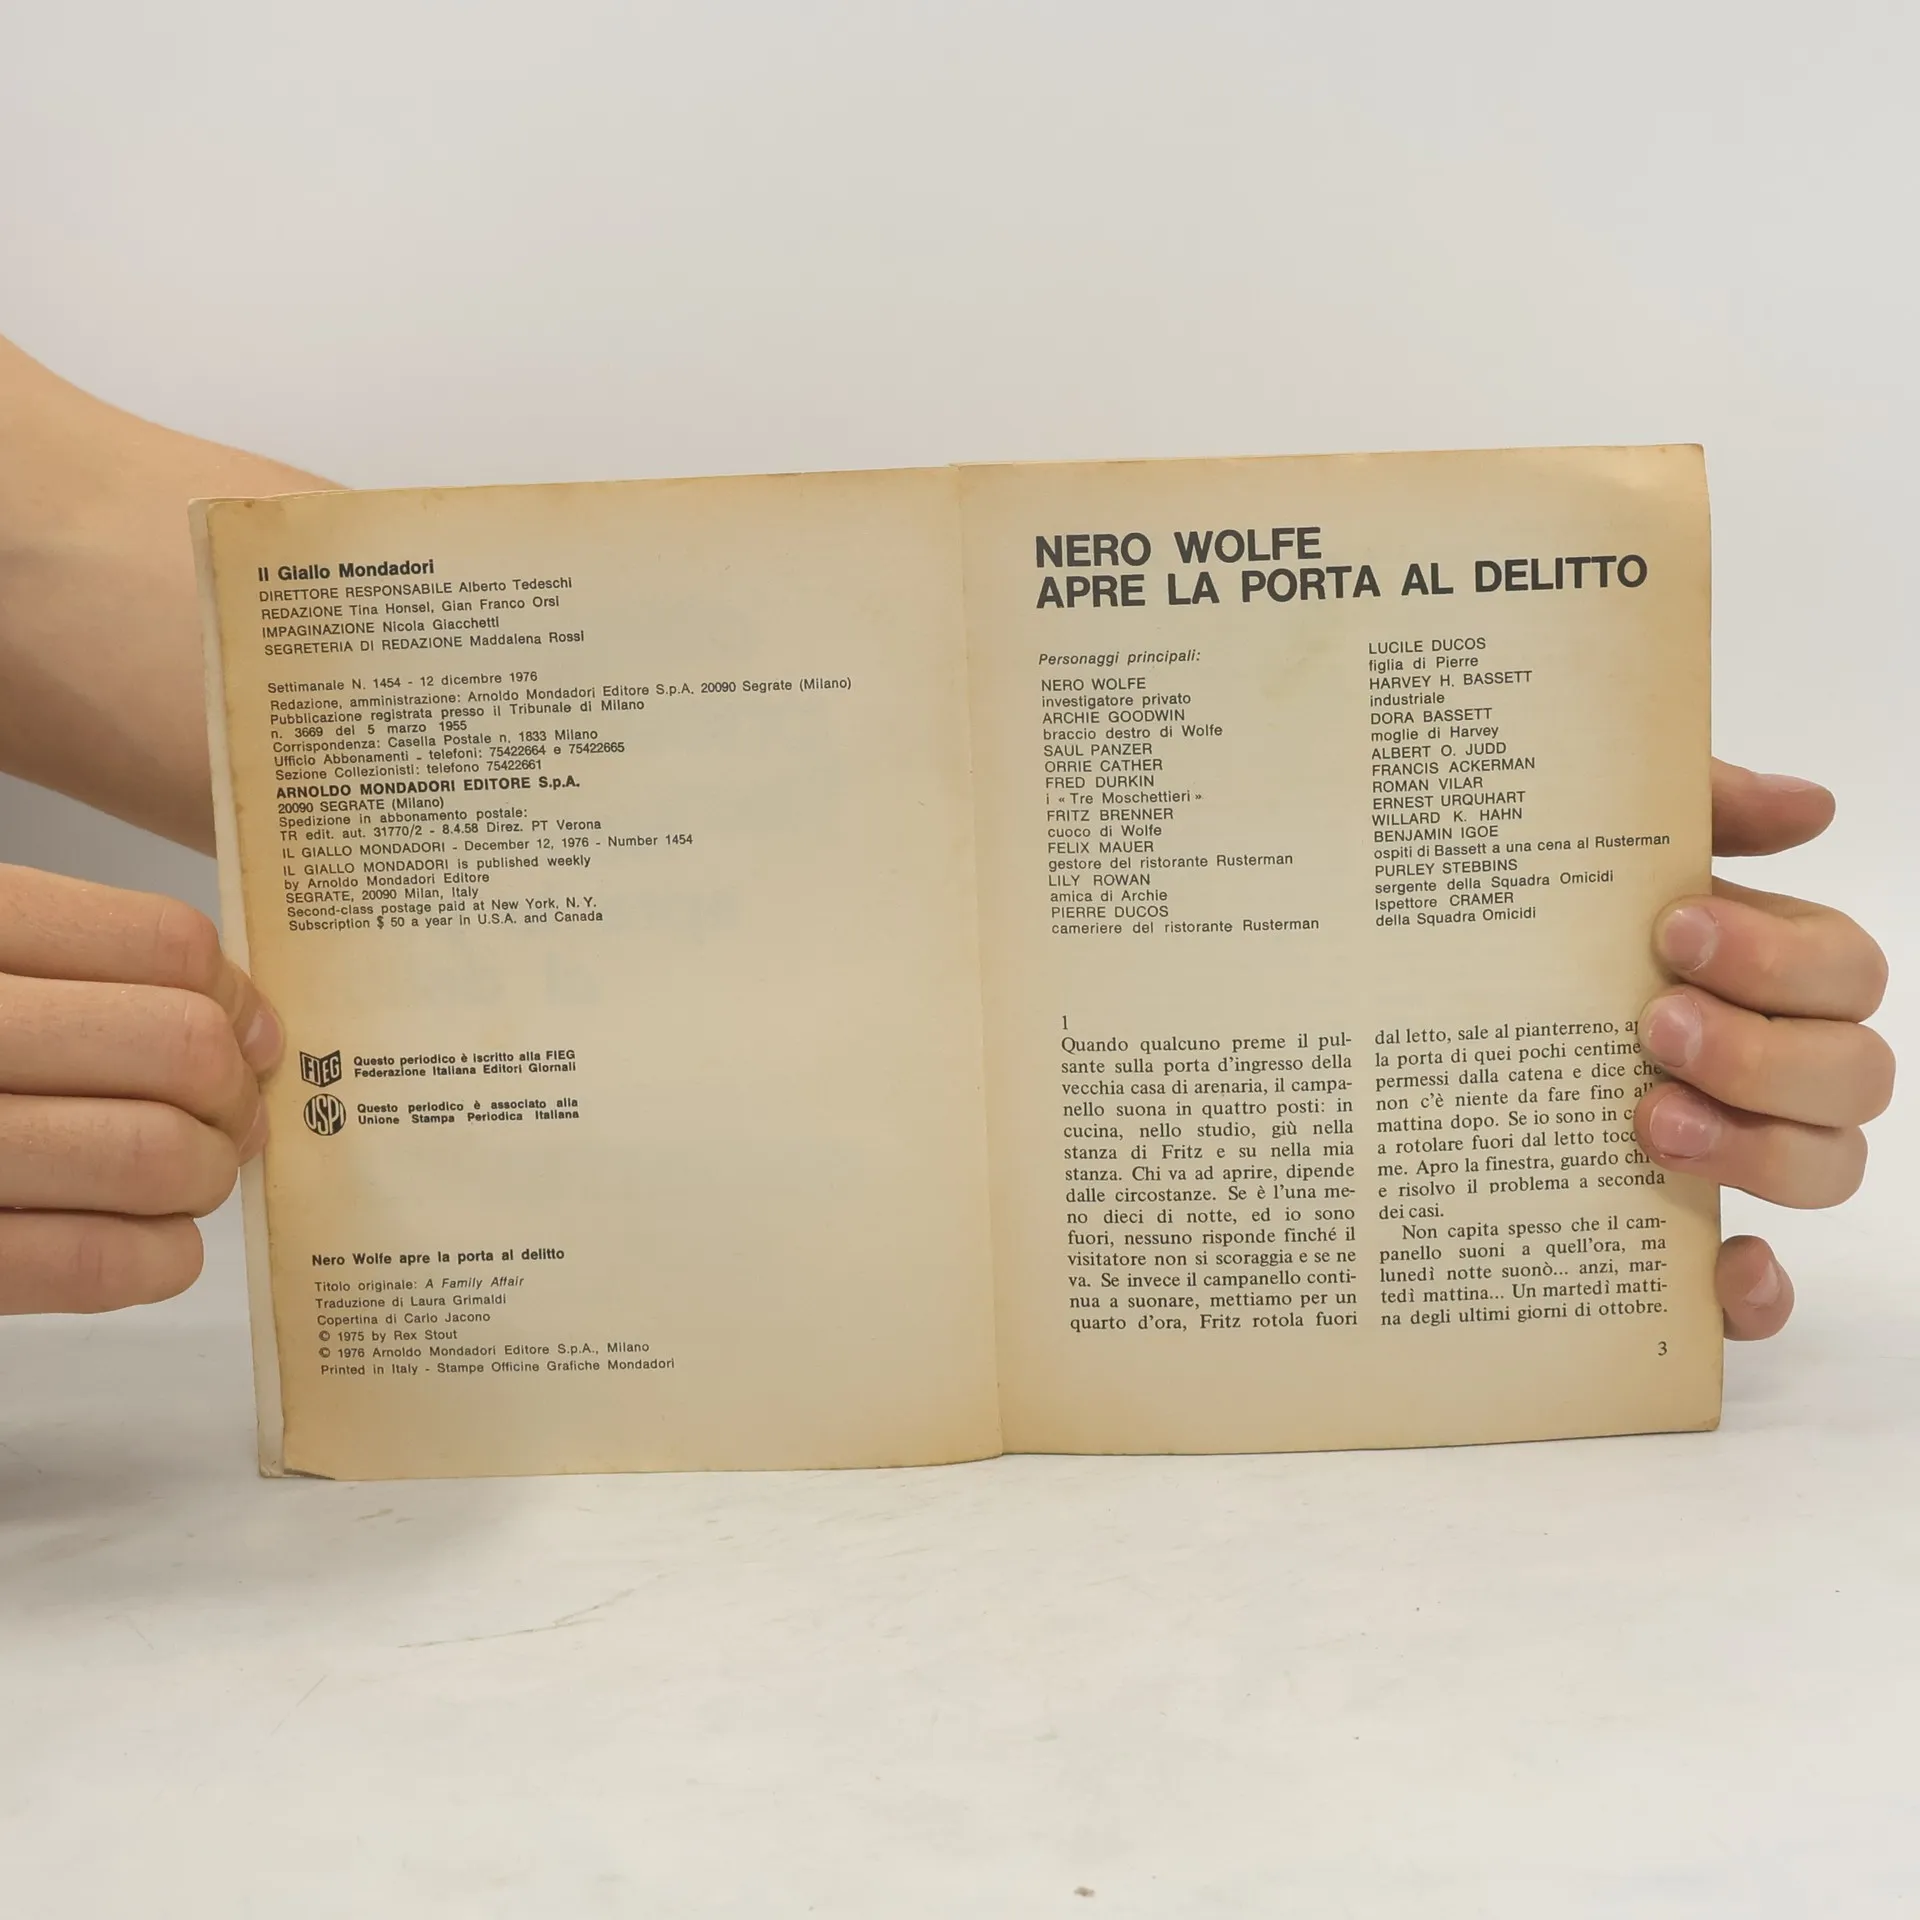 Il Giallo Mondadori
DIRETTORE RESPONSABILE Alberto Tedeschi
REDAZIONE Tina Honsel, Gian Franco Orsi
IMPAGINAZIONE Nicola Giacchetti
SEGRETERIA DI REDAZIONE Maddalena Rossi
Settimanale N. 1454 - 12 dicembre 1976
Redazione, amministrazione: Arnoldo Mondadori Editore S.p.A. 20090 Segrate (Milano)
Pubblicazione registrata presso il Tribunale di Milano
n. 3669 del 5 marzo 1955
Corrispondenza: Casella Postale n. 1833 Milano
Ufficio Abbonamenti - telefoni: 75422664 e 75422665
Sezione Collezionisti: telefono 75422661
ARNOLDO MONDADORI EDITORE S.p.A.
20090 SEGRATE (Milano)
Spedizione in abbonamento postale:
TR edit. aut. 31770/2 - 8.4.58 Direz. PT Verona
IL GIALLO MONDADORI - December 12, 1976 - Number 1454
IL GIALLO MONDADORI is published weekly
by Arnoldo Mondadori Editore
SEGRATE, 20090 Milan, Italy
Second-class postage paid at New York, N.Y.
Subscription $ 50 a year in U.S.A. and Canada
FIEG
Questo periodico è iscritto alla FIEG
Federazione Italiana Editori Giornali
USPI
Questo periodico è associato alla
Unione Stampa Periodica Italiana
Nero Wolfe apre la porta al delitto
Titolo originale: A Family Affair
Traduzione di Laura Grimaldi
Copertina di Carlo Jacono
© 1975 by Rex Stout
© 1976 Arnoldo Mondadori Editore S.p.A., Milano
Printed in Italy - Stampe Officine Grafiche Mondadori
NERO WOLFE
APRE LA PORTA AL DELITTO
Personaggi principali:
NERO WOLFE
investigatore privato
ARCHIE GOODWIN
braccio destro di Wolfe
SAUL PANZER
ORRIE CATHER
FRED DURKIN
i « Tre Moschettieri »
FRITZ BRENNER
cuoco di Wolfe
FELIX MAUER
gestore del ristorante Rusterman
LILY ROWAN
amica di Archie
PIERRE DUCOS
cameriere del ristorante Rusterman
LUCILE DUCOS
figlia di Pierre
HARVEY H. BASSETT
industriale
DORA BASSETT
moglie di Harvey
ALBERT O. JUDD
FRANCIS ACKERMAN
ROMAN VILAR
ERNEST URQUHART
WILLARD K. HAHN
BENJAMIN IGOE
ospiti di Bassett a una cena al Rusterman
PURLEY STEBBINS
sergente della Squadra Omicidi
Ispettore CRAMER
della Squadra Omicidi
1
Quando qualcuno preme il pul-
sante sulla porta d'ingresso della
vecchia casa di arenaria, il campa-
nello suona in quattro posti: in
cucina, nello studio, giù nella
stanza di Fritz e su nella mia
stanza. Chi va ad aprire, dipende
dalle circostanze. Se è l'una me-
no dieci di notte, ed io sono
fuori, nessuno risponde finché il
visitatore non si scoraggia e se ne
va. Se invece il campanello conti-
nua a suonare, mettiamo per un
quarto d'ora, Fritz rotola fuori
dal letto, sale al pianterreno,
la porta di quei pochi
permessi dalla catena e dice che
non c'è niente da fare fino
mattina dopo. Se io sono in
a rotolare fuori dal letto
me. Apro la finestra, guardo
e risolvo il problema a seconda
dei casi.
Non capita spesso che il cam-
panello suoni a quell'ora, ma
lunedì notte suonò... anzi, mar-
tedì mattina... Un martedì matti-
na degli ultimi giorni di ottobre.
3